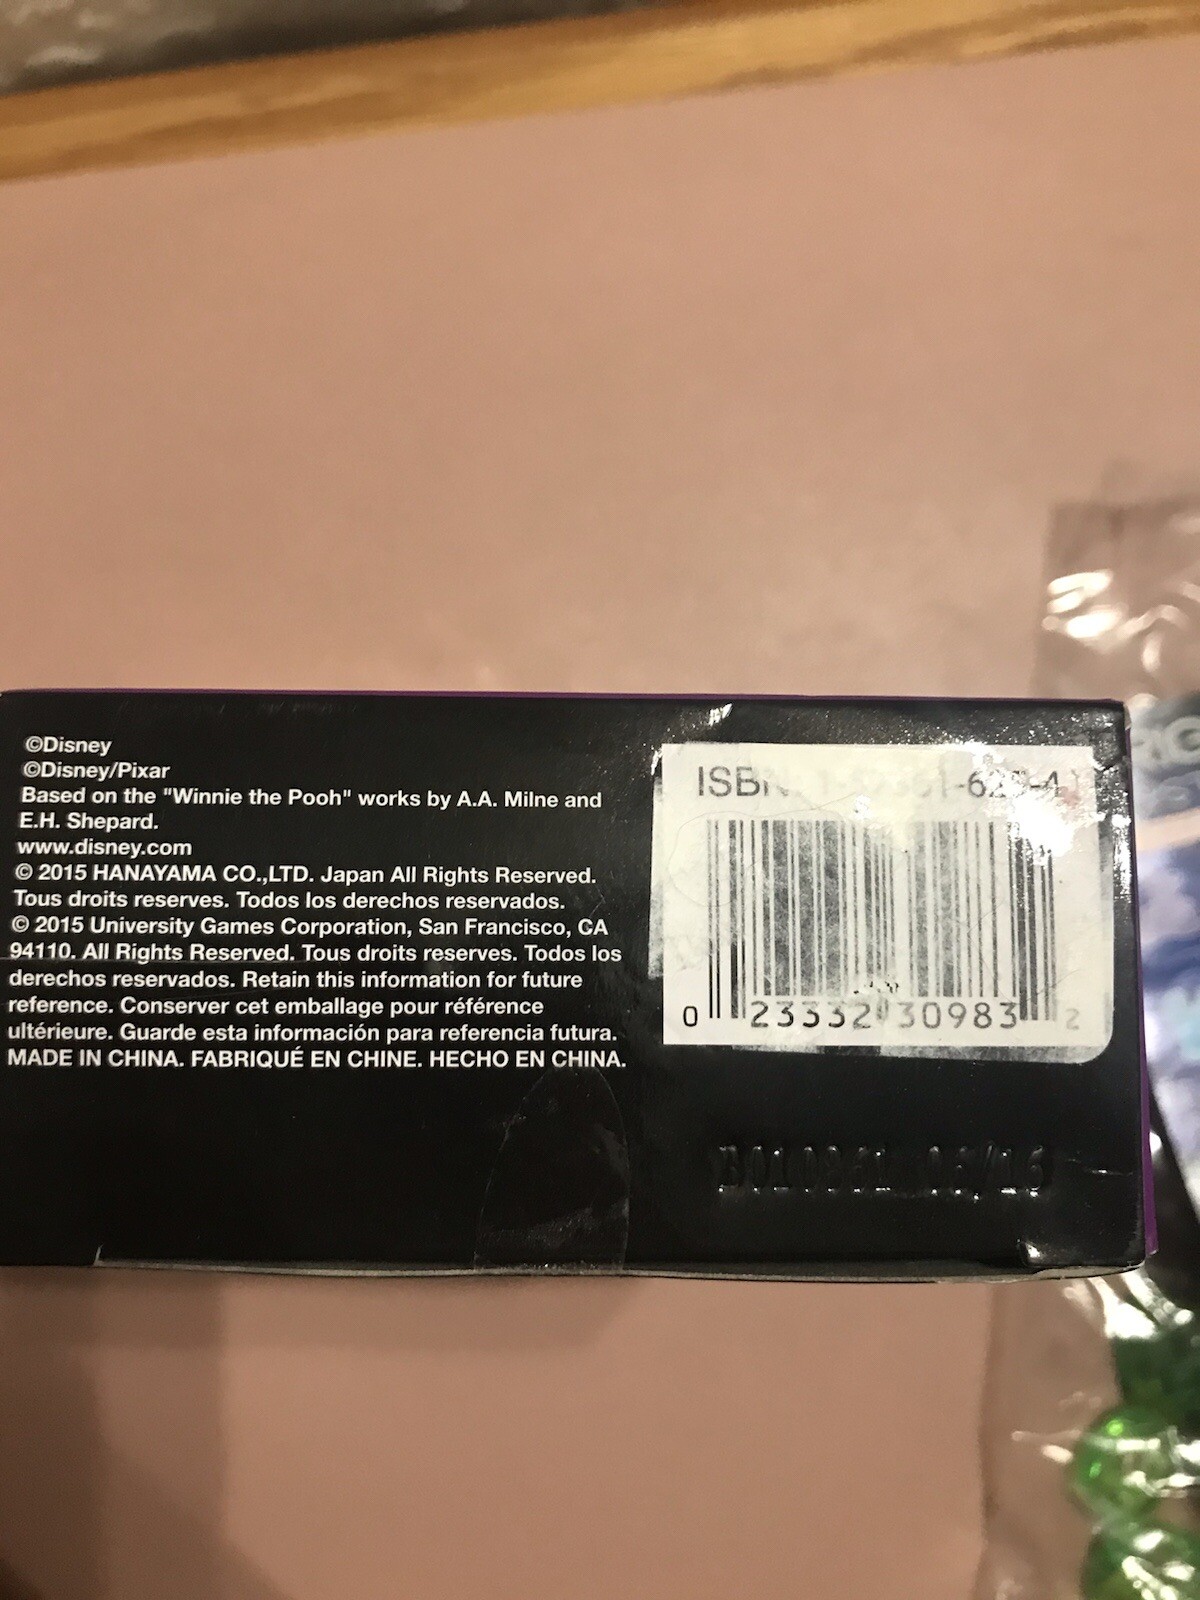 ©Disney
©Disney/Pixar
Based on the "Winnie the Pooh" works by A.A. Milne and
E.H. Shepard.
www.disney.com
© 2015 HANAYAMA CO.,LTD. Japan All Rights Reserved.
Tous droits reserves. Todos los derechos reservados.
© 2015 University Games Corporation, San Francisco, CA
94110. All Rights Reserved. Tous droits reserves. Todos los
derechos reservados. Retain this information for future
reference. Conserver cet emballage pour référence
ultérieure. Guarde esta información para referencia futura.
MADE IN CHINA. FABRIQUÉ EN CHINE. HECHO EN CHINA.
ISBN:
0 23332 30983 2